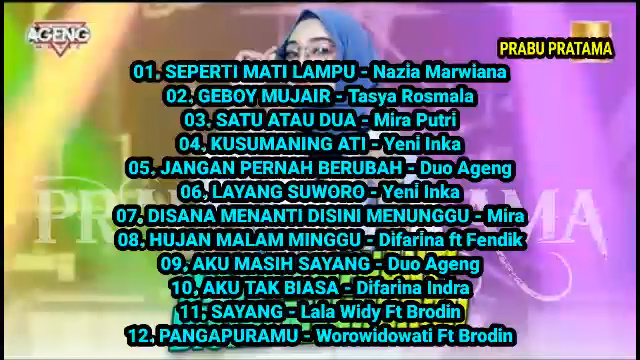 AGENG
MUSIC
PRABU PRATAMA
01, SEPERTI MATI LAMPU - Nazia Marwiana
02, GEBOY MUJAIR - Tasya Rosmala
03, SATU ATAU DUA - Mira Putri
04, KUSUMANING ATI - Yeni Inka
05, JANGAN PERNAH BERUBAH - Duo Ageng
06, LAYANG SUWORO - Yeni Inka
07, DISANA MENANTI DISINI MENUNGGU - Mira
08, HUJAN MALAM MINGGU - Difarina ft Fendik
09, AKU MASIH SAYANG - Duo Ageng
10, AKU TAK BIASA - Difarina Indra
11, SAYANG - Lala Widy Ft Brodin
12. PANGAPURAMU - Worowidowati Ft Brodin